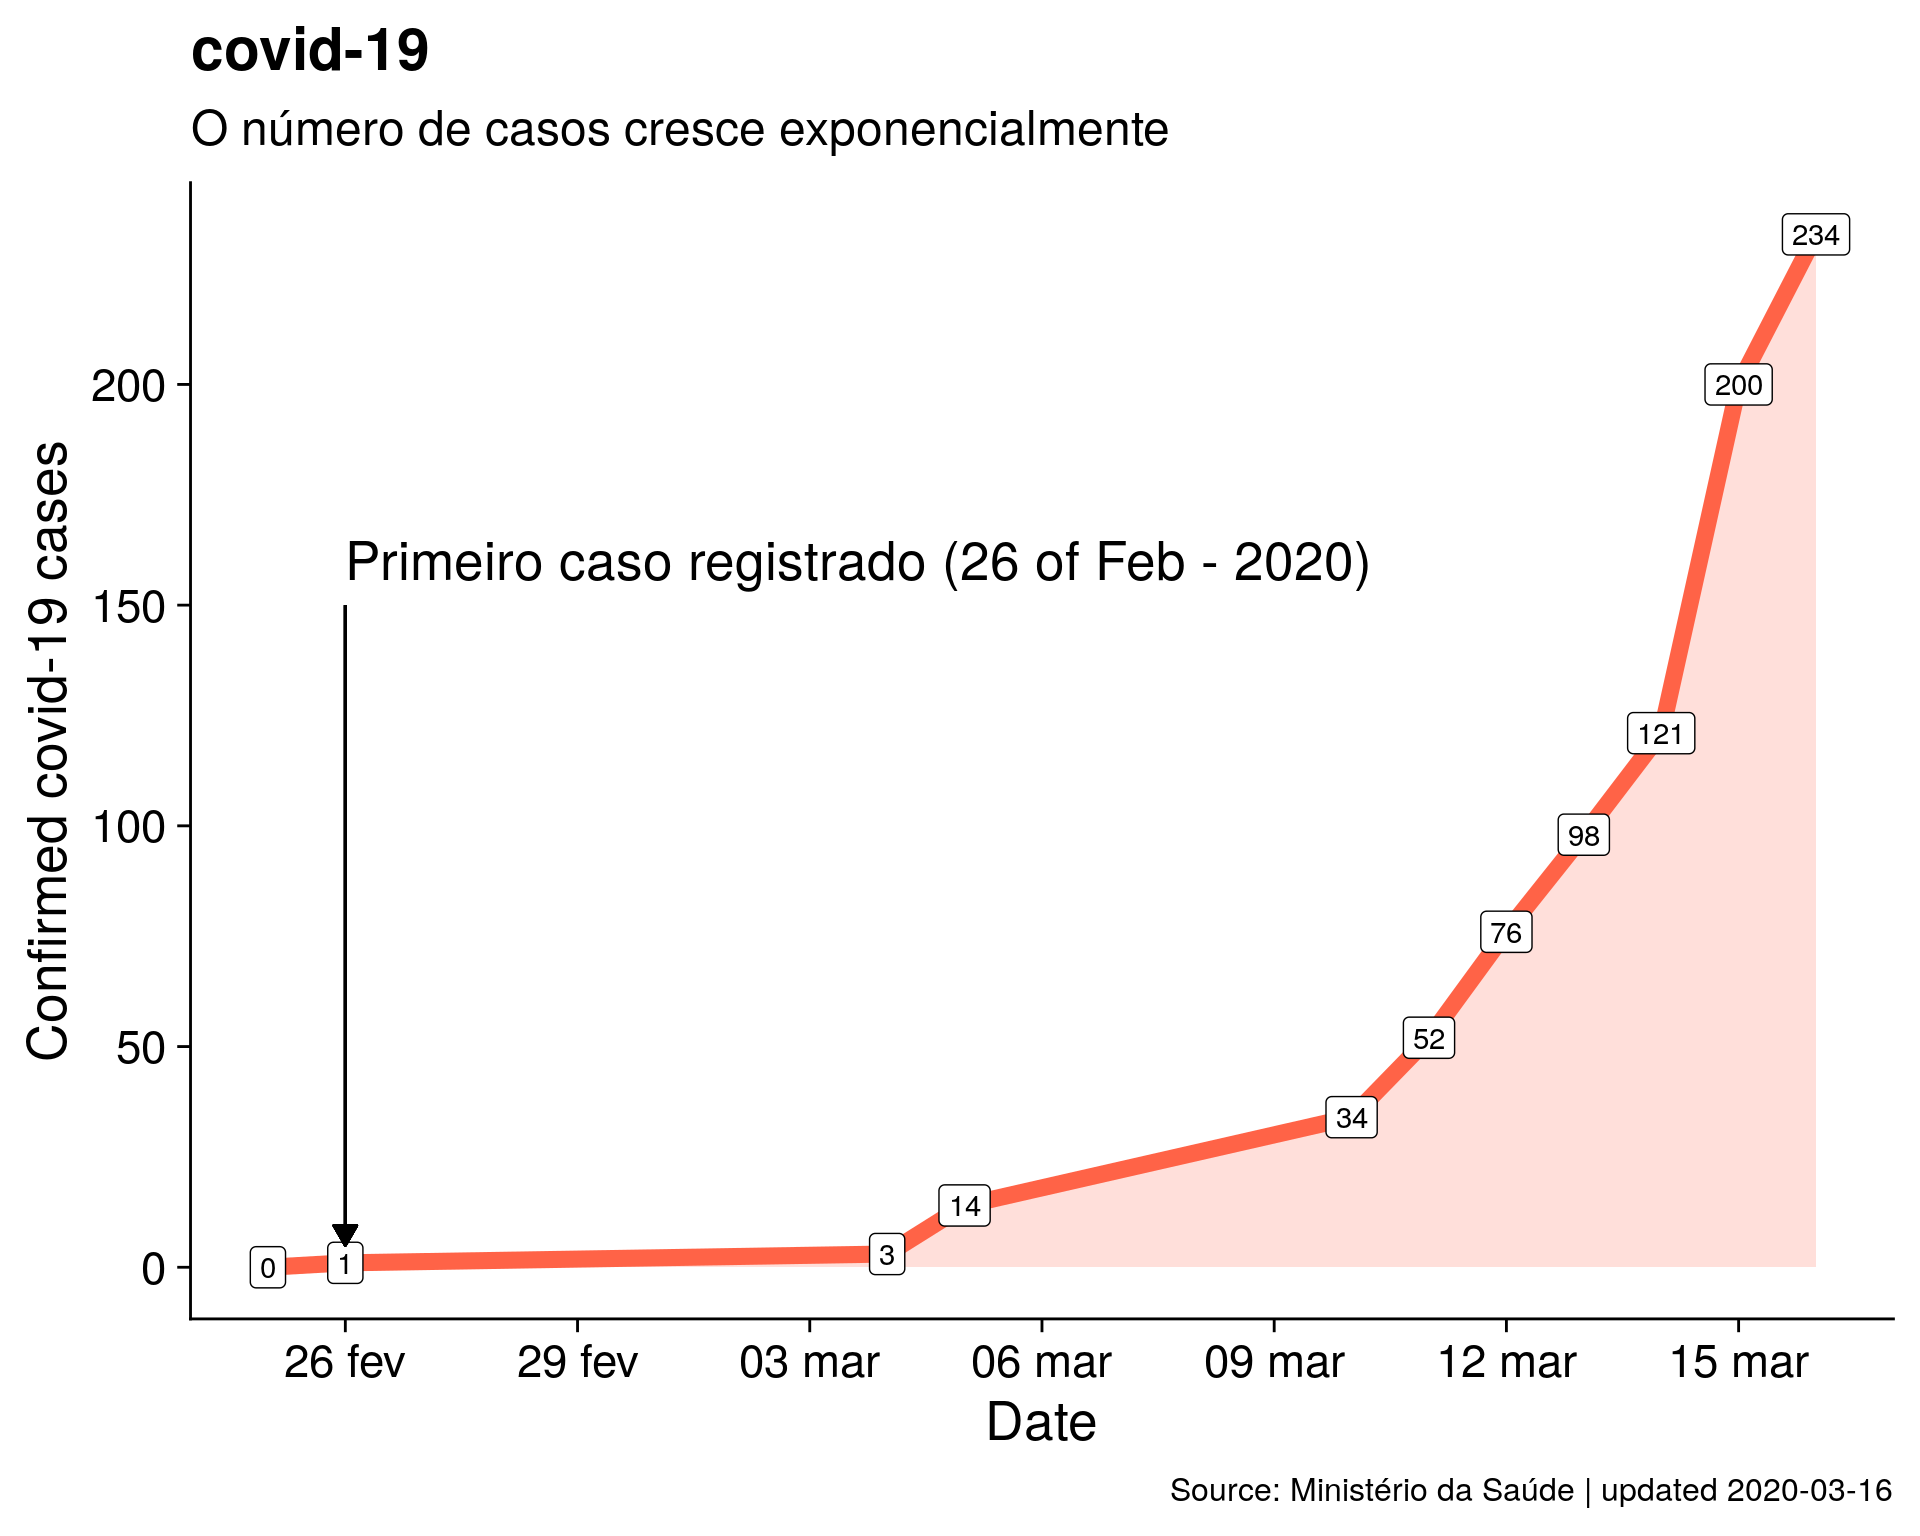 covid-19
O número de casos cresce exponencialmente
Confirmed covid-19 cases
200
150
100
50
0
Primeiro caso registrado (26 of Feb - 2020)
0
1
3
14
34
52
76
98
121
200
234
26 fev
29 fev
03 mar
06 mar
09 mar
12 mar
15 mar
Date
Source: Ministério da Saúde | updated 2020-03-16